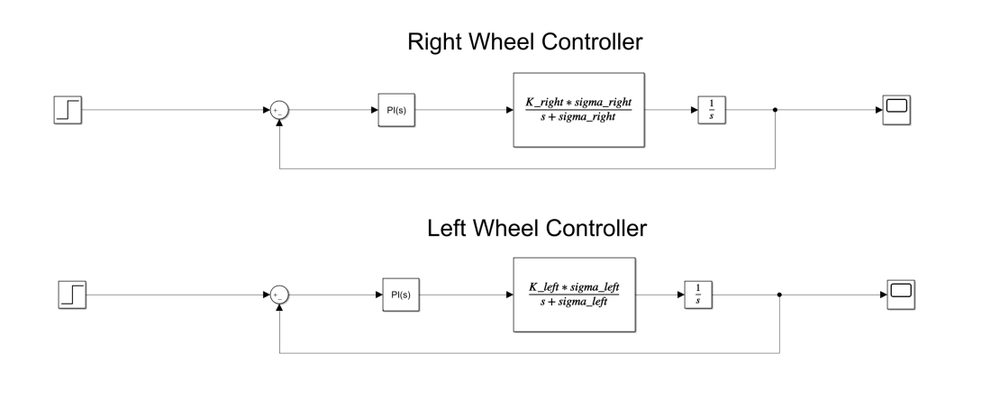 Right Wheel Controller
+
−
PI(s)
K_right * sigma_right
s + sigma_right
1
s
Left Wheel Controller
+
−
PI(s)
K_left * sigma_left
s + sigma_left
1
s